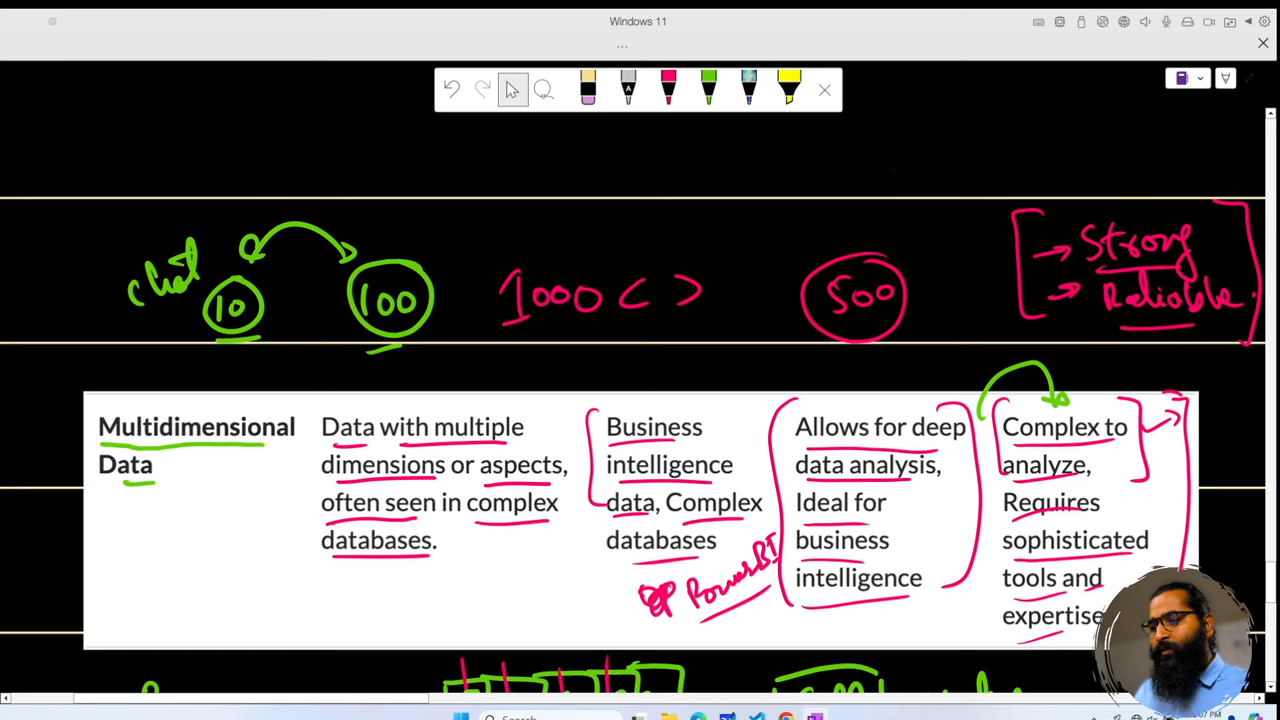 Windows 11
...
chat
10
100
1000 < >
500
→ Strong
→ Reliable.
Multidimensional
Data
Data with multiple
dimensions or aspects,
often seen in complex
databases.
Business
intelligence
data, Complex
databases
PowerBI
Allows for deep
data analysis,
Ideal for
business
intelligence
Complex to
analyze,
Requires
sophisticated
tools and
expertise
Search